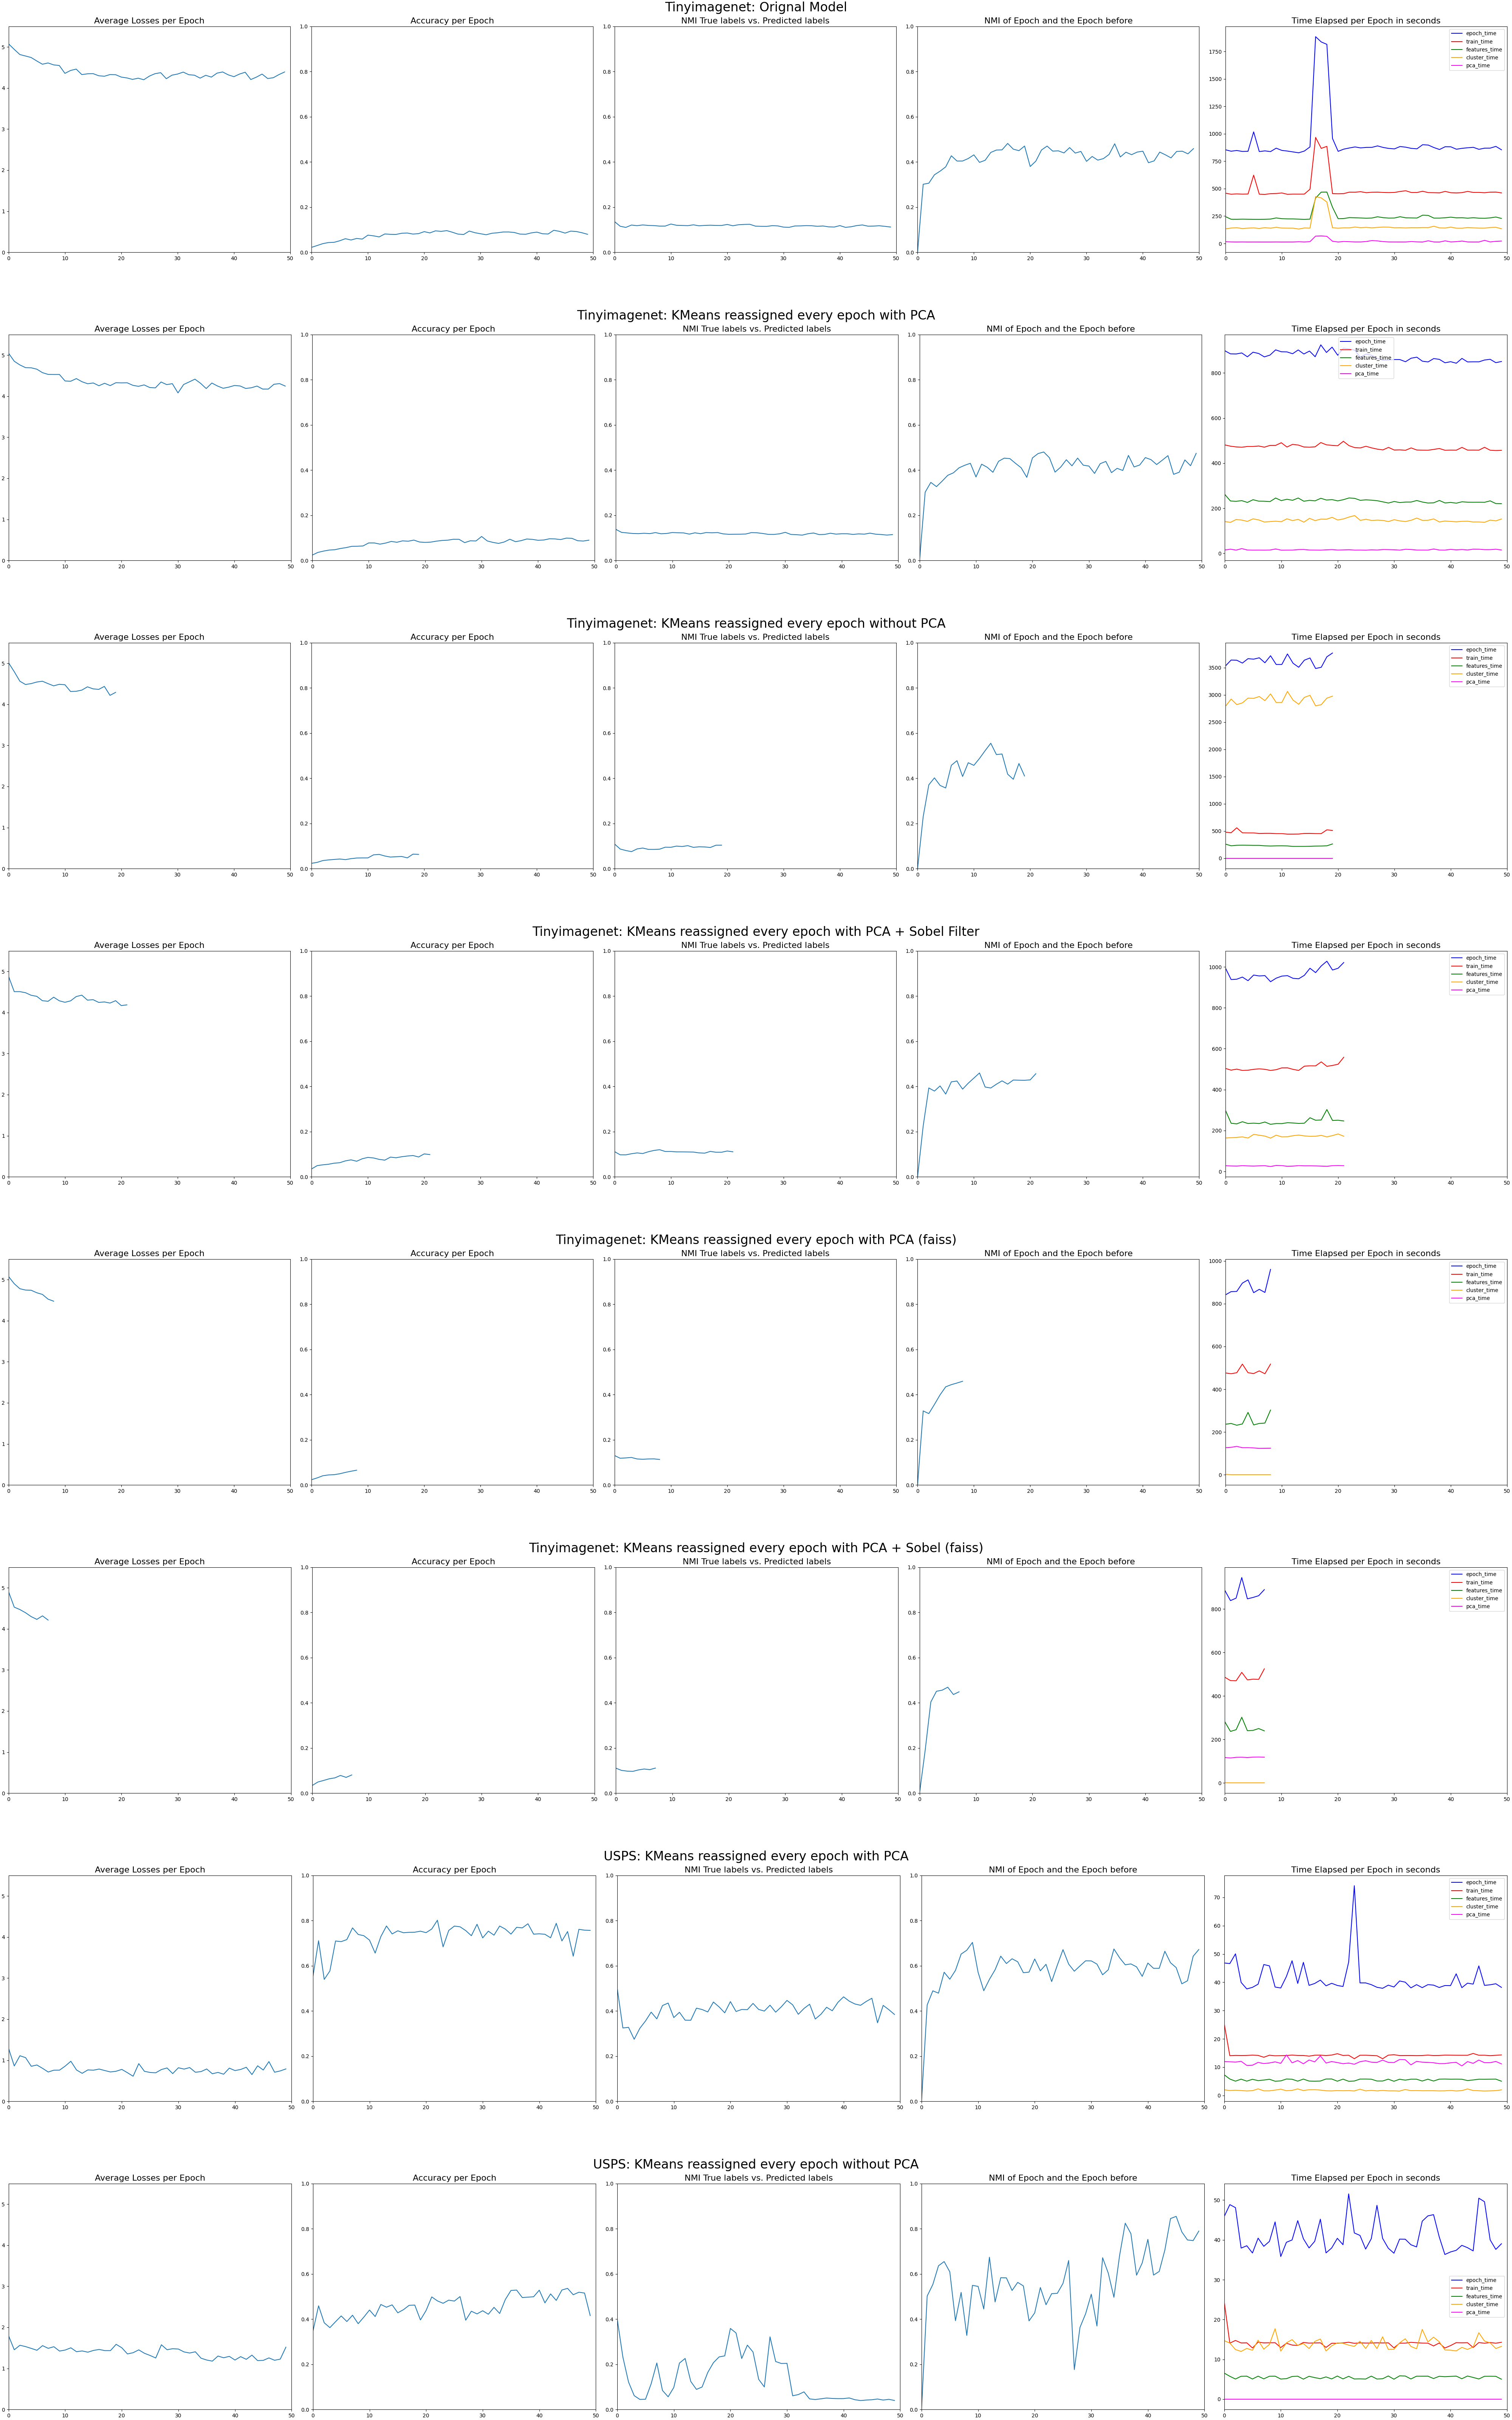 Tinyimagenet: Orignal Model
Average Losses per Epoch
Accuracy per Epoch
NMI True labels vs. Predicted labels
NMI of Epoch and the Epoch before
Time Elapsed per Epoch in seconds
epoch_time
train_time
features_time
cluster_time
pca_time
Tinyimagenet: KMeans reassigned every epoch with PCA
Average Losses per Epoch
Accuracy per Epoch
NMI True labels vs. Predicted labels
NMI of Epoch and the Epoch before
Time Elapsed per Epoch in seconds
epoch_time
train_time
features_time
cluster_time
pca_time
Tinyimagenet: KMeans reassigned every epoch without PCA
Average Losses per Epoch
Accuracy per Epoch
NMI True labels vs. Predicted labels
NMI of Epoch and the Epoch before
Time Elapsed per Epoch in seconds
epoch_time
train_time
features_time
cluster_time
pca_time
Tinyimagenet: KMeans reassigned every epoch with PCA + Sobel Filter
Average Losses per Epoch
Accuracy per Epoch
NMI True labels vs. Predicted labels
NMI of Epoch and the Epoch before
Time Elapsed per Epoch in seconds
epoch_time
train_time
features_time
cluster_time
pca_time
Tinyimagenet: KMeans reassigned every epoch with PCA (faiss)
Average Losses per Epoch
Accuracy per Epoch
NMI True labels vs. Predicted labels
NMI of Epoch and the Epoch before
Time Elapsed per Epoch in seconds
epoch_time
train_time
features_time
cluster_time
pca_time
Tinyimagenet: KMeans reassigned every epoch with PCA + Sobel (faiss)
Average Losses per Epoch
Accuracy per Epoch
NMI True labels vs. Predicted labels
NMI of Epoch and the Epoch before
Time Elapsed per Epoch in seconds
epoch_time
train_time
features_time
cluster_time
pca_time
USPS: KMeans reassigned every epoch with PCA
Average Losses per Epoch
Accuracy per Epoch
NMI True labels vs. Predicted labels
NMI of Epoch and the Epoch before
Time Elapsed per Epoch in seconds
epoch_time
train_time
features_time
cluster_time
pca_time
USPS: KMeans reassigned every epoch without PCA
Average Losses per Epoch
Accuracy per Epoch
NMI True labels vs. Predicted labels
NMI of Epoch and the Epoch before
Time Elapsed per Epoch in seconds
epoch_time
train_time
features_time
cluster_time
pca_time